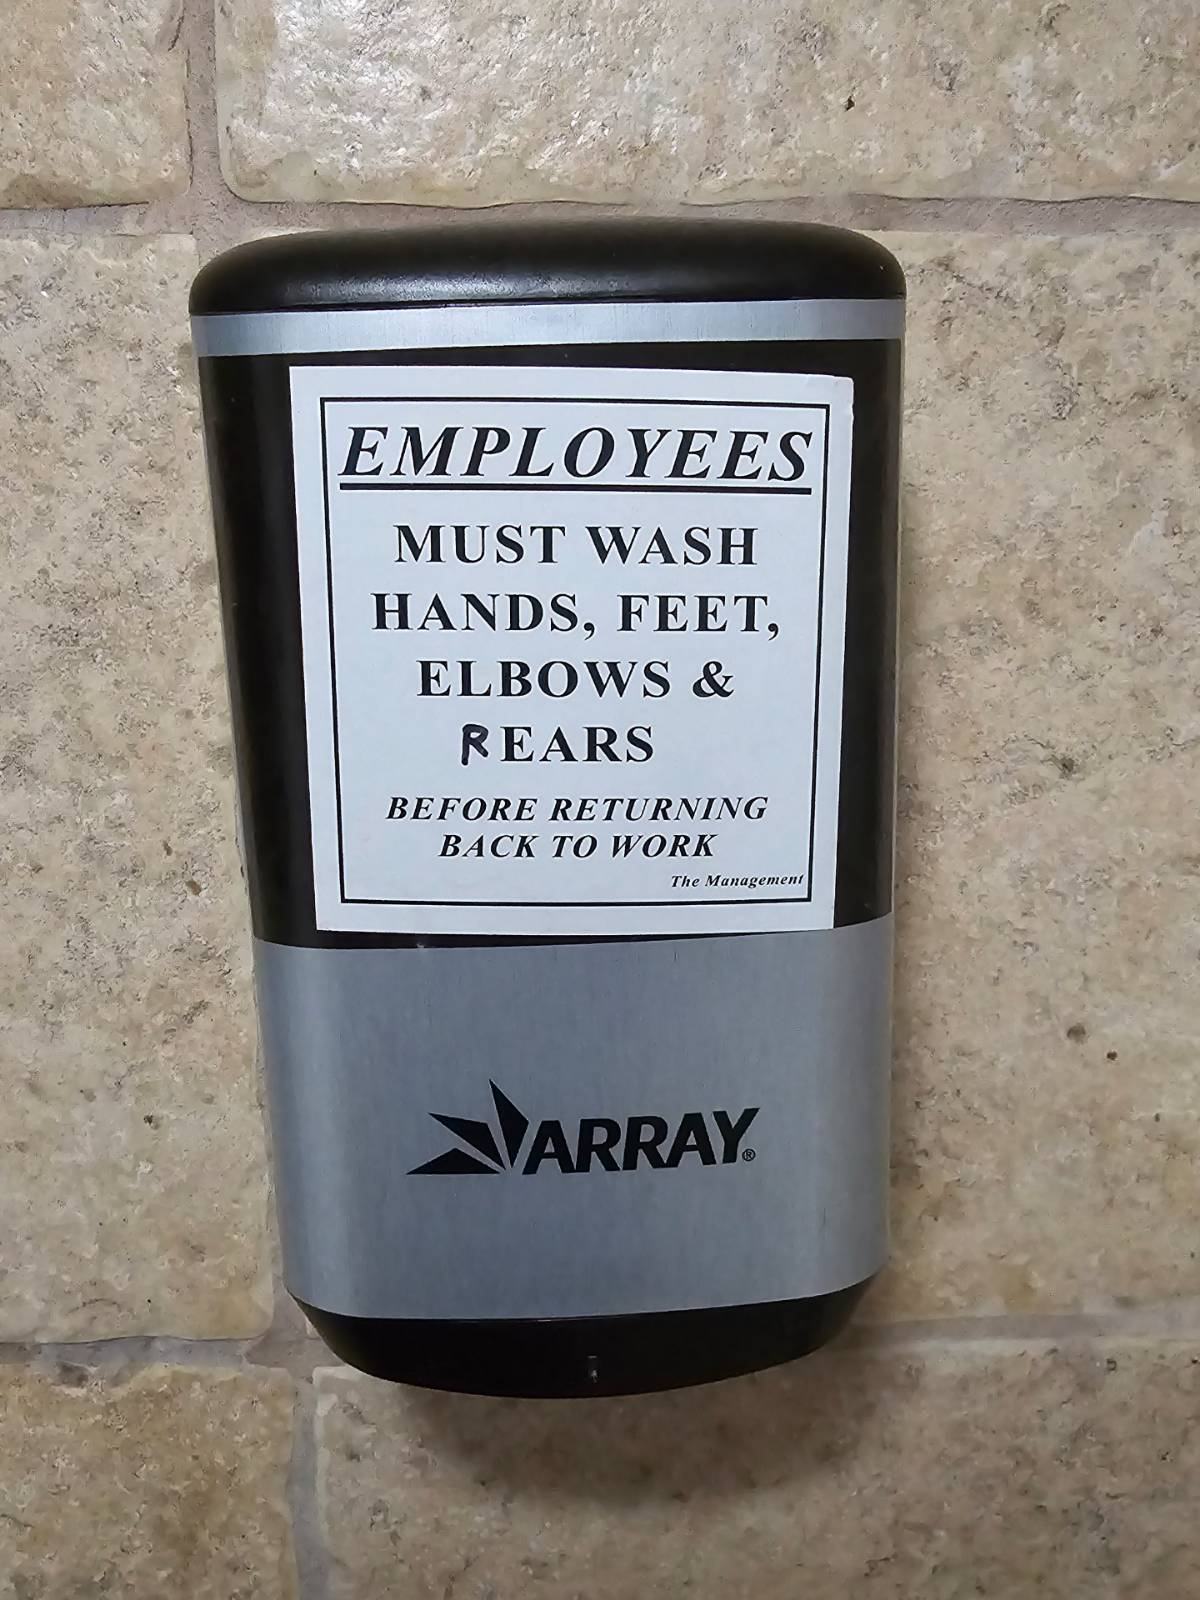 EMPLOYEES
MUST WASH
HANDS, FEET,
ELBOWS &
REARS
BEFORE RETURNING
BACK TO WORK
The Management
ARRAY®